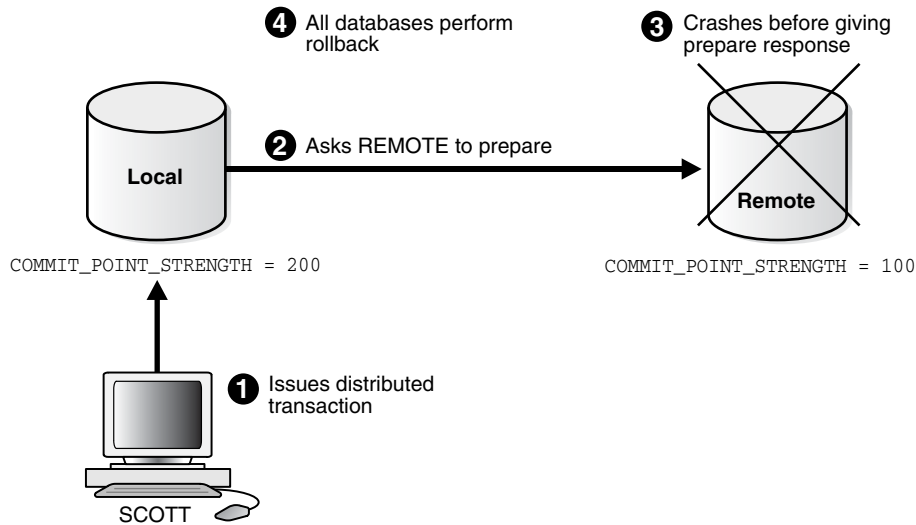 4 All databases perform
rollback
3 Crashes before giving
prepare response
2 Asks REMOTE to prepare
Local
Remote
COMMIT_POINT_STRENGTH = 200
COMMIT_POINT_STRENGTH = 100
1 Issues distributed
transaction
SCOTT